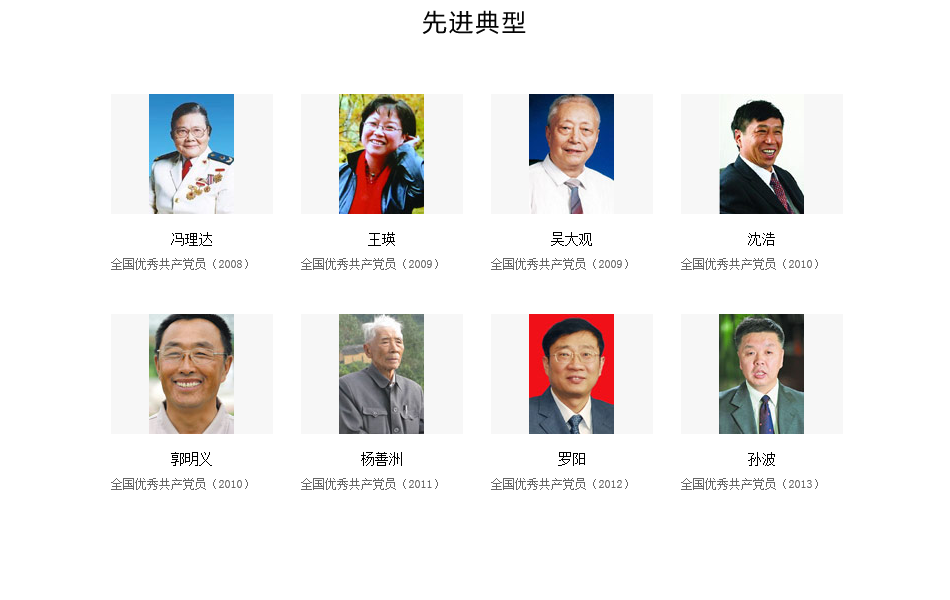 先进典型
冯理达
全国优秀共产党员（2008）
王瑛
全国优秀共产党员（2009）
吴大观
全国优秀共产党员（2009）
沈浩
全国优秀共产党员（2010）
郭明义
全国优秀共产党员（2010）
杨善洲
全国优秀共产党员（2011）
罗阳
全国优秀共产党员（2012）
孙波
全国优秀共产党员（2013）